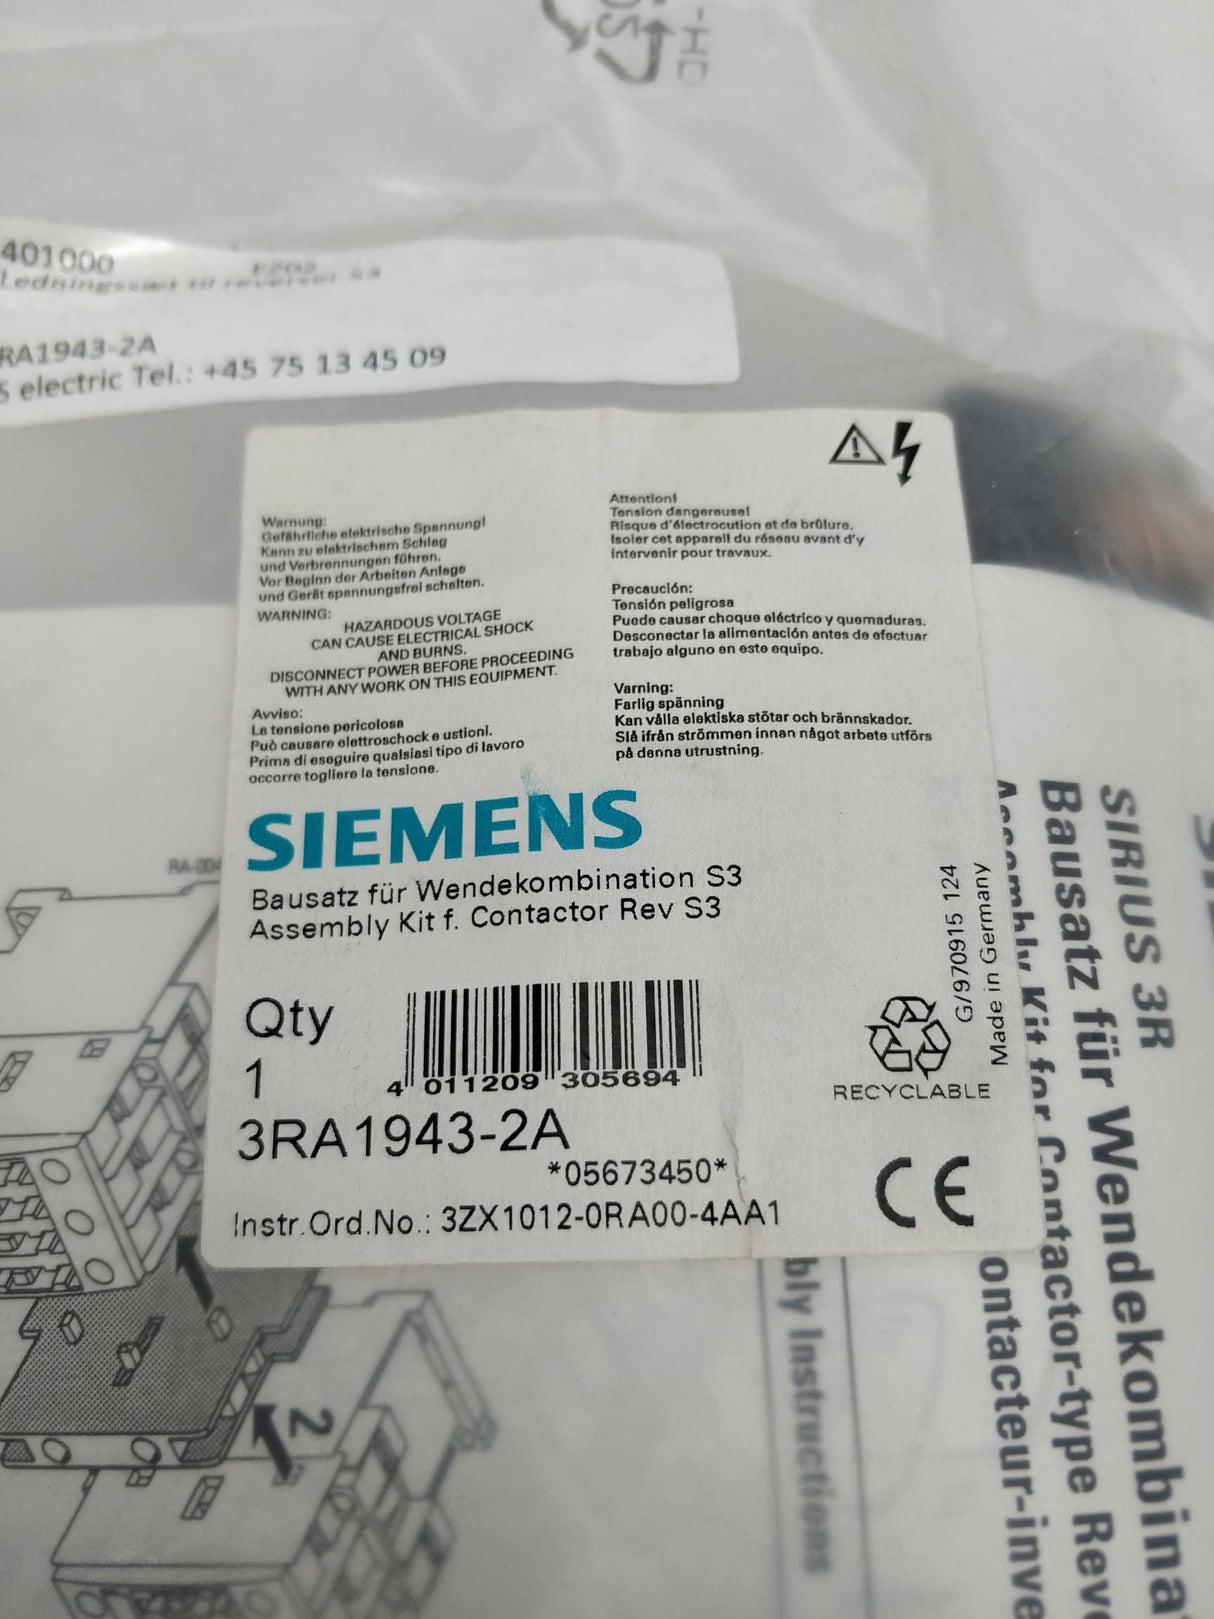 401000
Ledningssæt til reverser S3
RA1943-2A
S electric Tel.: +45 75 13 45 09
Warnung:
Gefährliche elektrische Spannung!
Kann zu elektrischem Schlag
und Verbrennungen führen.
Vor Beginn der Arbeiten Anlage
und Gerät spannungsfrei schalten.
WARNING:
HAZARDOUS VOLTAGE
CAN CAUSE ELECTRICAL SHOCK
AND BURNS.
DISCONNECT POWER BEFORE PROCEEDING
WITH ANY WORK ON THIS EQUIPMENT.
Avviso:
La tensione pericolosa
Può causare elettroschock e ustioni.
Prima di eseguire qualsiasi tipo di lavoro
occorre togliere la tensione.
Attention!
Tension dangereuse!
Risque d'électrocution et de brûlure.
Isoler cet appareil du réseau avant d'y
intervenir pour travaux.
Precaución:
Tensión peligrosa
Puede causar choque eléctrico y quemaduras.
Desconectar la alimentación antes de efectuar
trabajo alguno en este equipo.
Varning:
Farlig spänning
Kan vålla elektiska stötar och brännskador.
Slå ifrån strömmen innan något arbete utförs
på denna utrustning.
SIEMENS
Bausatz für Wendekombination S3
Assembly Kit f. Contactor Rev S3
Qty
1
4 011209 305694
3RA1943-2A
*05673450*
Instr.Ord.No.: 3ZX1012-0RA00-4AA1
RECYCLABLE
G/970915 124
Made in Germany
CE
RA-004
2
SIRIUS 3R
Bausatz für Wendekombina
Assembly Kit for Contactor-type Rev
ontacteur-inve
bly Instructions